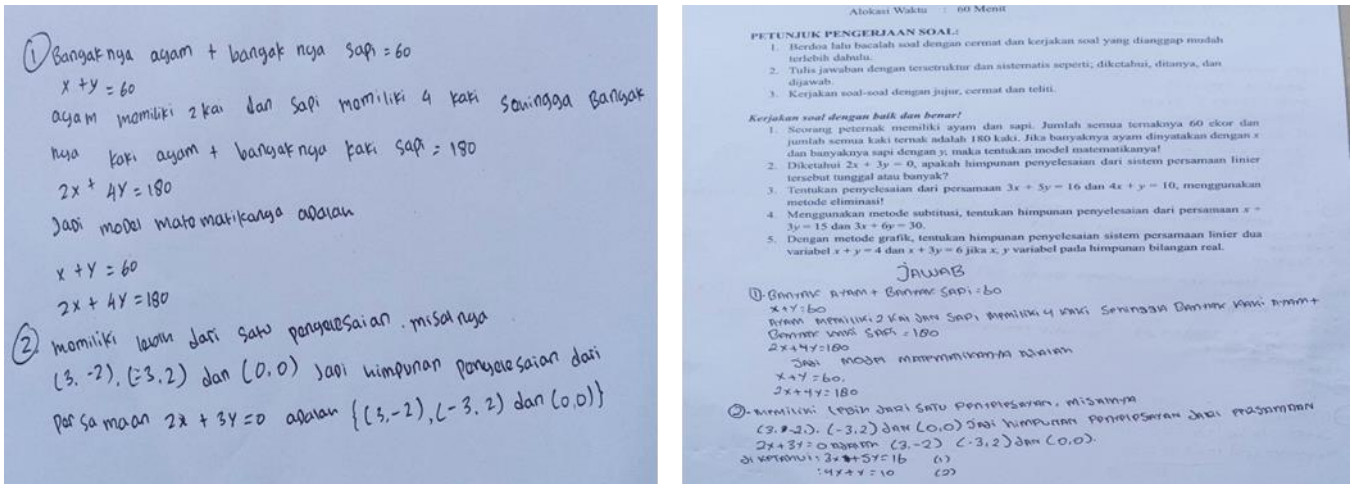 ① Bangak nya ayam + bangak nya sapi = 60
x + y = 60
ayam memiliki 2 kai dan sapi memiliki 4 kaki seningga Bangak
nya kaki ayam + bangak nya kaki sapi = 180
2x + 4y = 180
Jadi model matematikanya adalah
x + y = 60
2x + 4y = 180
②. memiliki lebih dari satu pengelesaian. misalnya
(3. -2). (-3.2) dan (0,0) Jadi himpunan pengelesaian dari
persamaan 2x + 3y = 0 adalah {(3,-2), (-3.2) dan (0,0)}
Alokasi Waktu : 60 Menit
PETUNJUK PENGERJAAN SOAL:
1. Berdoa lalu bacalah soal dengan cermat dan kerjakan soal yang dianggap mudah
terlebih dahulu.
2. Tulis jawaban dengan terstruktur dan sistematis seperti; diketahui, ditanya, dan
dijawab.
3. Kerjakan soal-soal dengan jujur, cermat dan teliti.
Kerjakan soal dengan baik dan benar!
1. Seorang peternak memiliki ayam dan sapi. Jumlah semua ternaknya 60 ekor dan
jumlah semua kaki ternak adalah 180 kaki. Jika banyaknya ayam dinyatakan dengan x
dan banyaknya sapi dengan y, maka tentukan model matematikanya!
2. Diketahui 2x + 3y = 0, apakah himpunan penyelesaian dari sistem persamaan linier
tersebut tunggal atau banyak?
3. Tentukan penyelesaian dari persamaan 3x + 5y = 16 dan 4x + y = 10, menggunakan
metode eliminasi!
4. Menggunakan metode subtitusi, tentukan himpunan penyelesaian dari persamaan x +
3y = 15 dan 3x + 6y = 30.
5. Dengan metode grafik, tentukan himpunan penyelesaian sistem persamaan linier dua
variabel x + y = 4 dan x + 3y = 6 jika x, y variabel pada himpunan bilangan real.
JAWAB
①. BANYAK AYAM + BANYAK SAPi = 60
x + y = 60
AYAM MEMILIKI 2 KAI DAN SAPI MEMILIKI 4 KAKI SEHINGGA BANYAK KAKI AYAM +
BANYAK KAKI SAPI = 180
2x + 4y = 180
JADI MODEL MATEMATIKANYA ADALAH
x + y = 60.
2x + 4y = 180
②. MEMILIKI LEBIH DARI SATU PENYELESAYAN, MISALNYA
(3. -2.). (-3,2) DAN (0,0) JADI HIMPUNAN PENYELESAYAN DARI
2x + 3y = 0 ADALAH (3.-2) (-3,2) DAN (0,0).
DI KETAHUI : 3x + 5y = 16 (1)
: 4x + y = 10 (2)